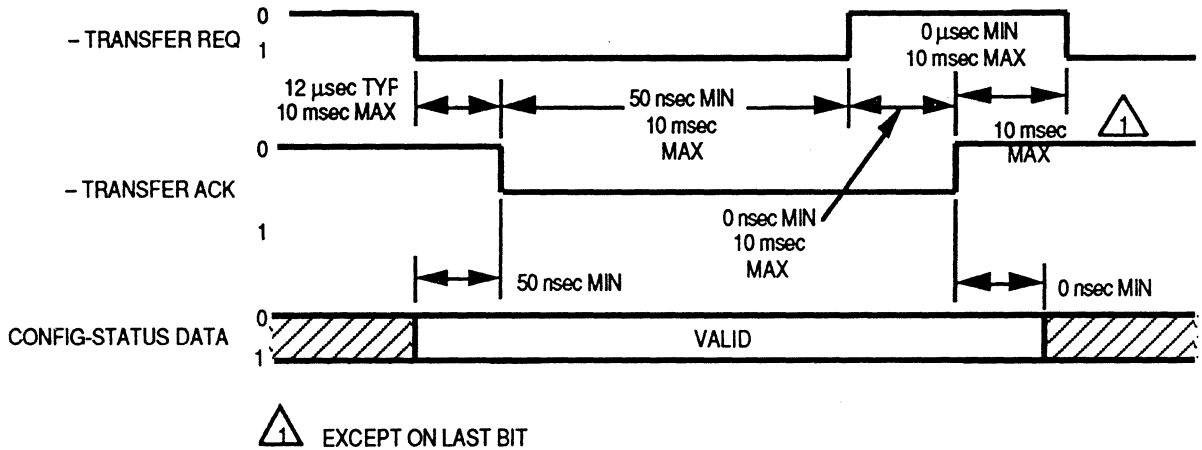 0
– TRANSFER REQ
1
0 µsec MIN
10 msec MAX
12 µsec TYP
10 msec MAX
50 nsec MIN
10 msec
MAX
10 msec
MAX
1
0
– TRANSFER ACK
1
0 nsec MIN
10 msec
MAX
50 nsec MIN
0 nsec MIN
0
CONFIG-STATUS DATA
1
VALID
1 EXCEPT ON LAST BIT